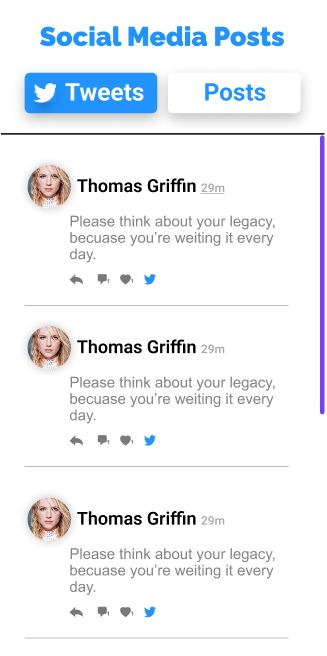 Social Media Posts
Tweets
Posts
Thomas Griffin 29m
Please think about your legacy,
becuase you're weiting it every
day.
Thomas Griffin 29m
Please think about your legacy,
becuase you're weiting it every
day.
Thomas Griffin 29m
Please think about your legacy,
becuase you're weiting it every
day.